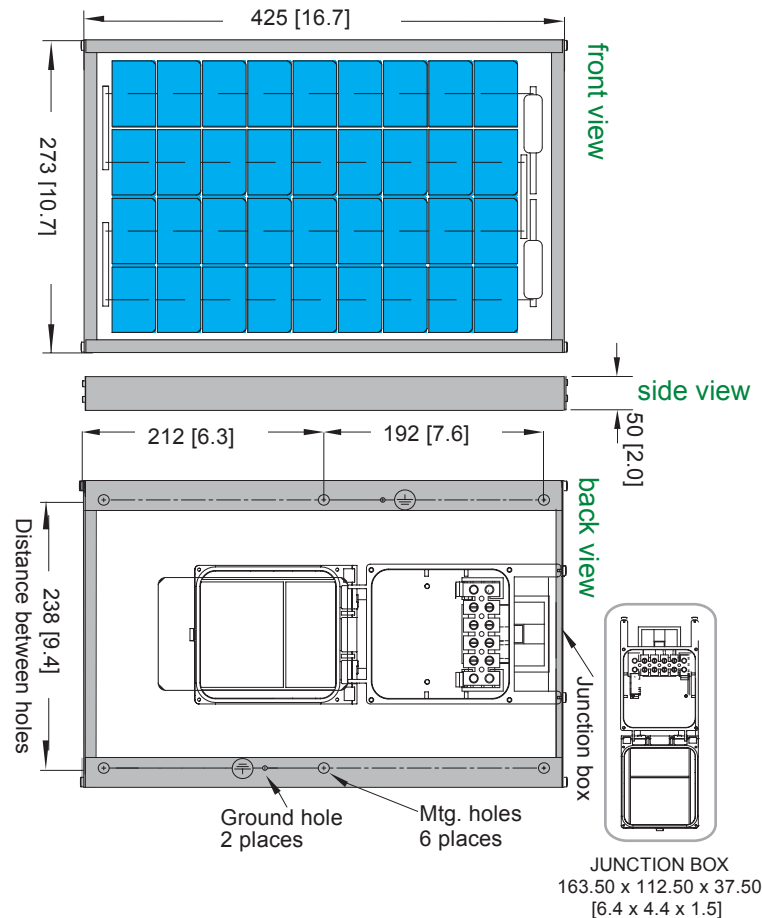 425 [16.7]
front view
273 [10.7]
side view
50 [2.0]
212 [6.3]
192 [7.6]
back view
238 [9.4]
Distance between holes
Junction box
Ground hole
2 places
Mtg. holes
6 places
JUNCTION BOX
163.50 x 112.50 x 37.50
[6.4 x 4.4 x 1.5]